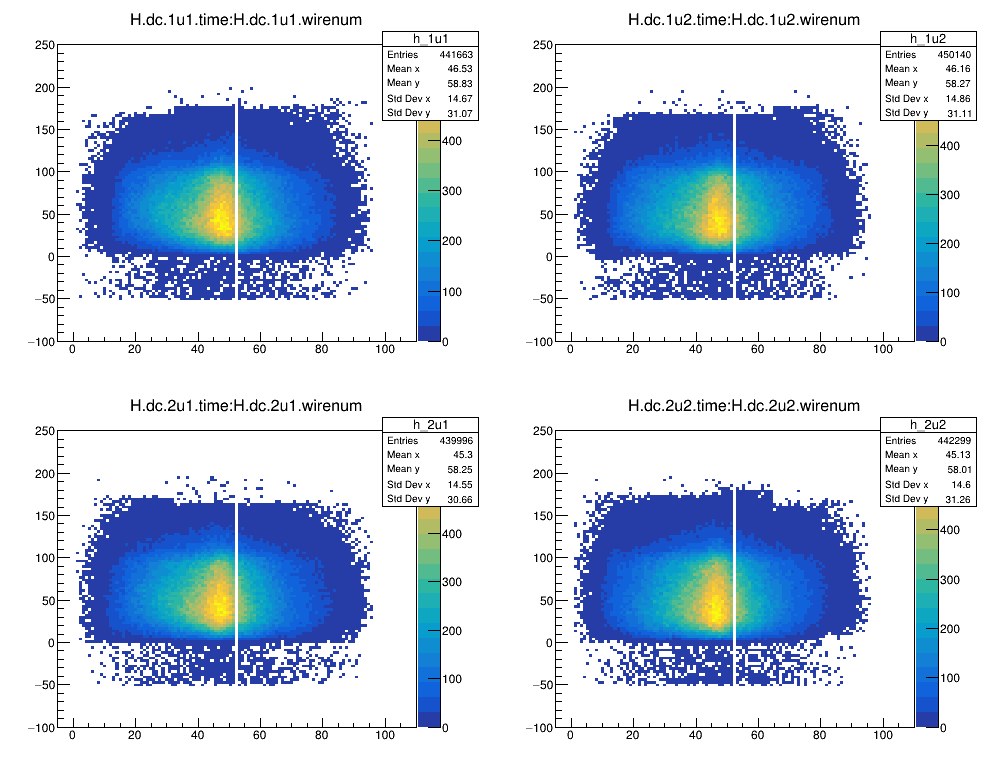 H.dc.1u1.time:H.dc.1u1.wirenum
h_1u1
Entries 441663
Mean x 46.53
Mean y 58.83
Std Dev x 14.67
Std Dev y 31.07
250
200
150
100
50
0
−50
−100
0 20 40 60 80 100
400
300
200
100
0
H.dc.1u2.time:H.dc.1u2.wirenum
h_1u2
Entries 450140
Mean x 46.16
Mean y 58.27
Std Dev x 14.86
Std Dev y 31.11
250
200
150
100
50
0
−50
−100
0 20 40 60 80 100
400
300
200
100
0
H.dc.2u1.time:H.dc.2u1.wirenum
h_2u1
Entries 439996
Mean x 45.3
Mean y 58.25
Std Dev x 14.55
Std Dev y 30.66
250
200
150
100
50
0
−50
−100
0 20 40 60 80 100
400
300
200
100
0
H.dc.2u2.time:H.dc.2u2.wirenum
h_2u2
Entries 442299
Mean x 45.13
Mean y 58.01
Std Dev x 14.6
Std Dev y 31.26
250
200
150
100
50
0
−50
−100
0 20 40 60 80 100
400
300
200
100
0